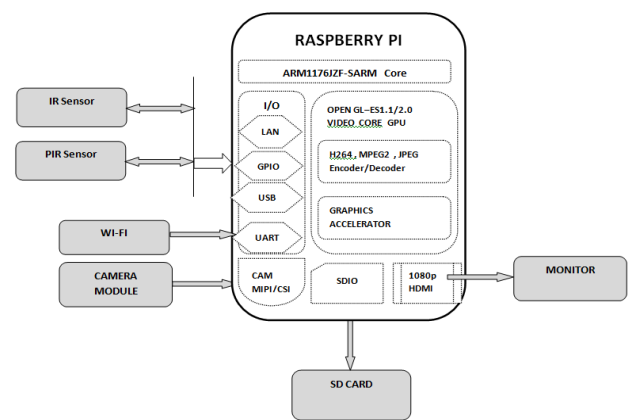 RASPBERRY PI
ARM1176JZF-SARM Core
IR Sensor
PIR Sensor
WI-FI
CAMERA
MODULE
I/O
LAN
GPIO
USB
UART
CAM
MIPI/CSI
OPEN GL–ES1.1/2.0
VIDEO CORE GPU
H264, MPEG2 , JPEG
Encoder/Decoder
GRAPHICS
ACCELERATOR
SDIO
1080p
HDMI
MONITOR
SD CARD